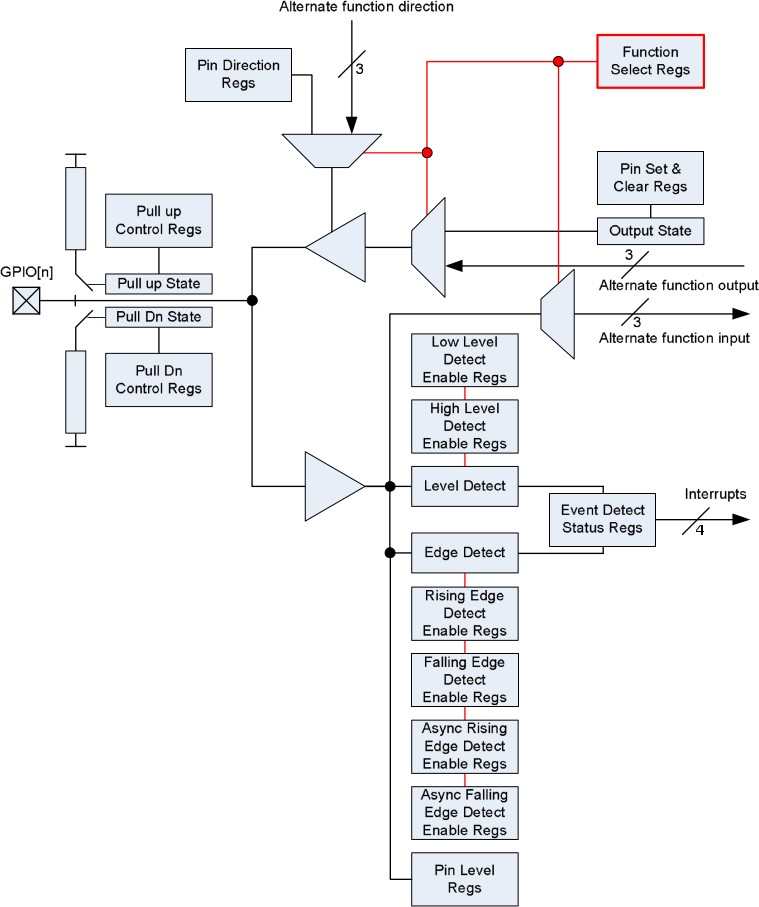 Alternate function direction
3
Pin Direction
Regs
Function
Select Regs
Pin Set &
Clear Regs
Output State
3
Alternate function output
3
Alternate function input
Pull up
Control Regs
Pull up State
GPIO[n]
Pull Dn State
Pull Dn
Control Regs
Low Level
Detect
Enable Regs
High Level
Detect
Enable Regs
Level Detect
Event Detect
Status Regs
Interrupts
4
Edge Detect
Rising Edge
Detect
Enable Regs
Falling Edge
Detect
Enable Regs
Async Rising
Edge Detect
Enable Regs
Async Falling
Edge Detect
Enable Regs
Pin Level
Regs